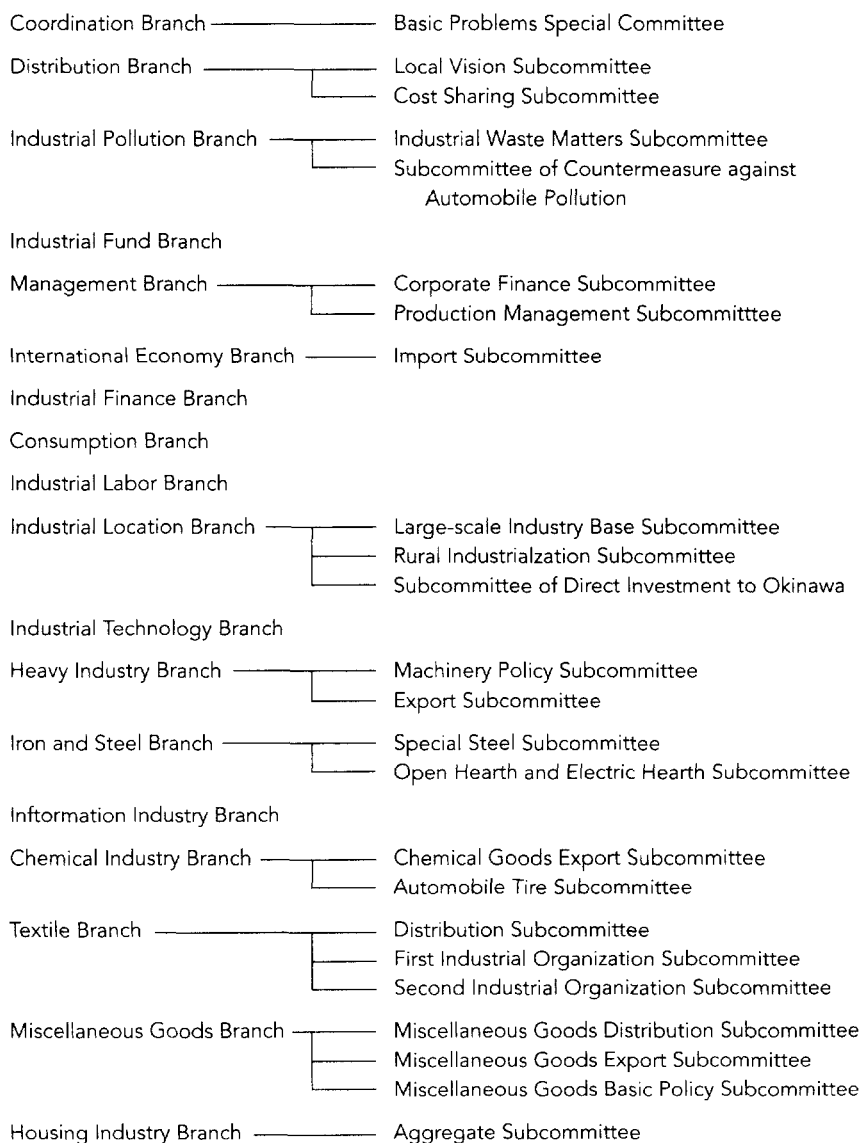 Coordination Branch Basic Problems Special Committee
Distribution Branch Local Vision Subcommittee
Cost Sharing Subcommittee
Industrial Pollution Branch Industrial Waste Matters Subcommittee
Subcommittee of Countermeasure against
Automobile Pollution
Industrial Fund Branch
Management Branch Corporate Finance Subcommittee
Production Management Subcommitttee
International Economy Branch Import Subcommittee
Industrial Finance Branch
Consumption Branch
Industrial Labor Branch
Industrial Location Branch Large-scale Industry Base Subcommittee
Rural Industrialzation Subcommittee
Subcommittee of Direct Investment to Okinawa
Industrial Technology Branch
Heavy Industry Branch Machinery Policy Subcommittee
Export Subcommittee
Iron and Steel Branch Special Steel Subcommittee
Open Hearth and Electric Hearth Subcommittee
Inftormation Industry Branch
Chemical Industry Branch Chemical Goods Export Subcommittee
Automobile Tire Subcommittee
Textile Branch Distribution Subcommittee
First Industrial Organization Subcommittee
Second Industrial Organization Subcommittee
Miscellaneous Goods Branch Miscellaneous Goods Distribution Subcommittee
Miscellaneous Goods Export Subcommittee
Miscellaneous Goods Basic Policy Subcommittee
Housing Industry Branch Aggregate Subcommittee